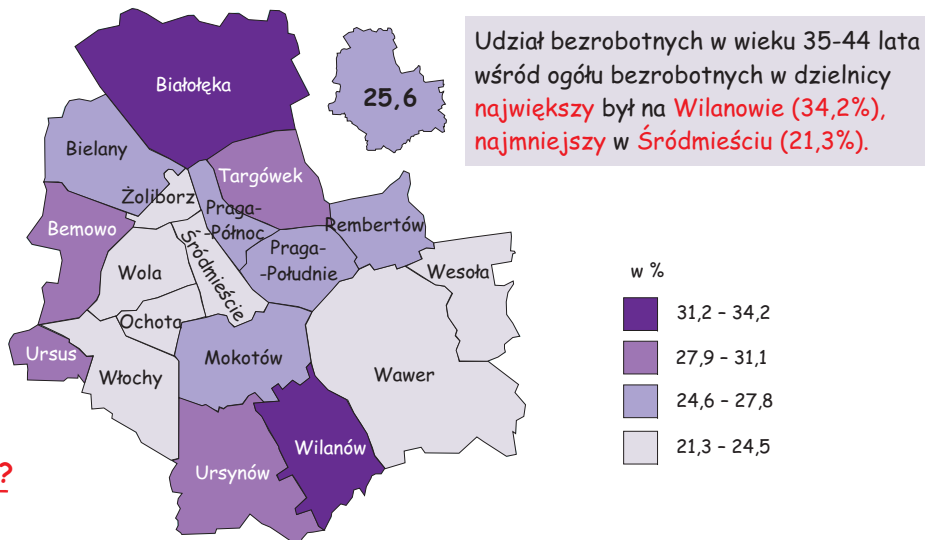 Udział bezrobotnych w wieku 35-44 lata
wśród ogółu bezrobotnych w dzielnicy
największy był na Wilanowie (34,2%),
najmniejszy w Śródmieściu (21,3%).
25,6
Białołęka
Bielany
Targówek
Żoliborz
Praga-
-Północ
Bemowo
Rembertów
Śródmieście
Praga-
-Południe
Wola
Wesoła
Ochota
Ursus
Włochy
Mokotów
Wawer
Wilanów
Ursynów
w %
31,2 – 34,2
27,9 – 31,1
24,6 – 27,8
21,3 – 24,5
?